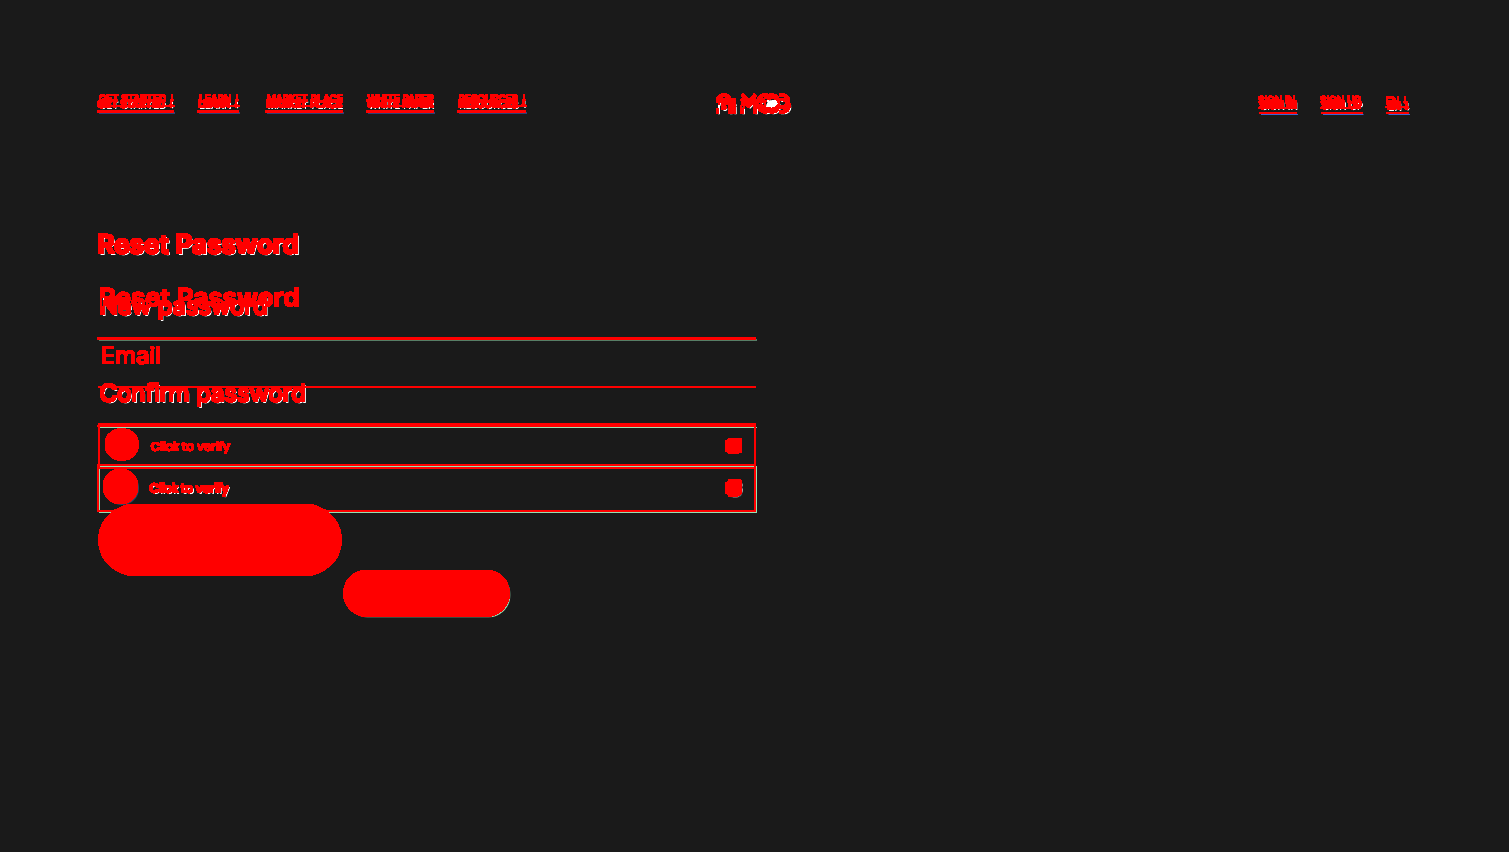 GET STARTED LEARN MARKET PLACE WHITE PAPER RESOURCES
SIGN IN SIGN UP EN
Reset Password
Reset Password
New password
Email
Confirm password
Click to verify
Click to verify